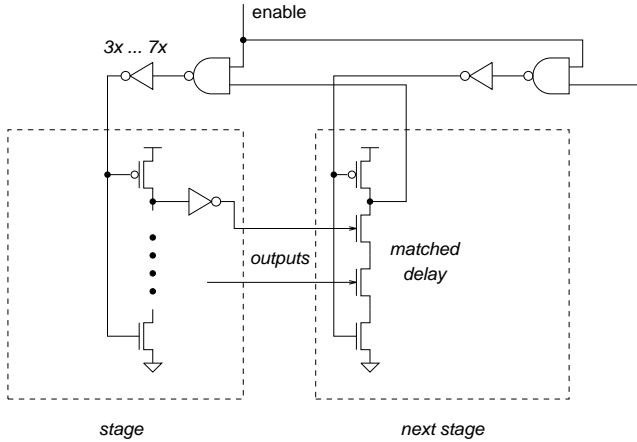 enable
3x ... 7x
outputs
matched
delay
stage
next stage